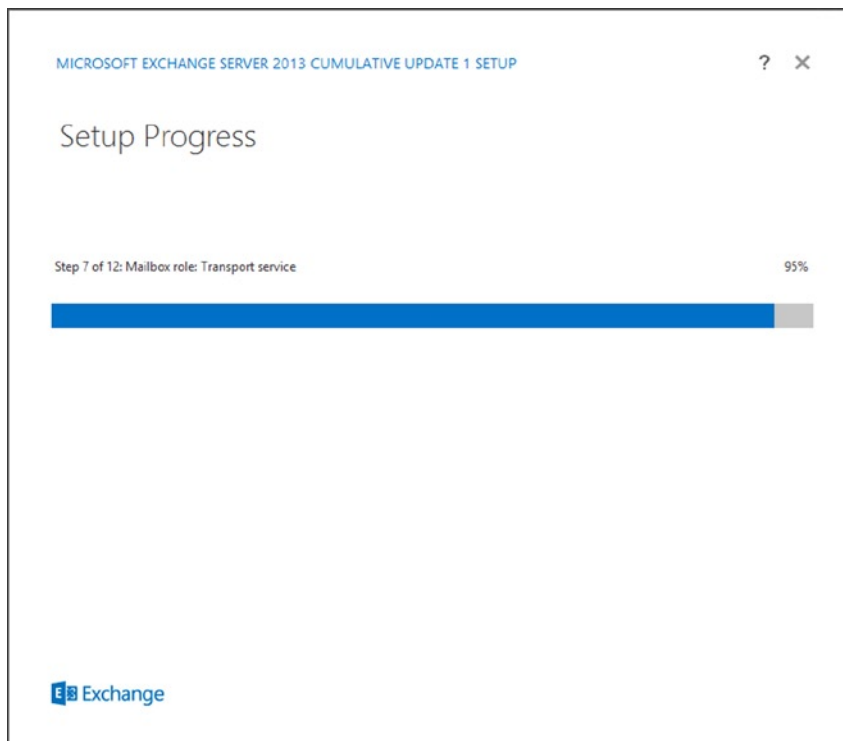 MICROSOFT EXCHANGE SERVER 2013 CUMULATIVE UPDATE 1 SETUP ? ×
Setup Progress
Step 7 of 12: Mailbox role: Transport service 95%
Exchange